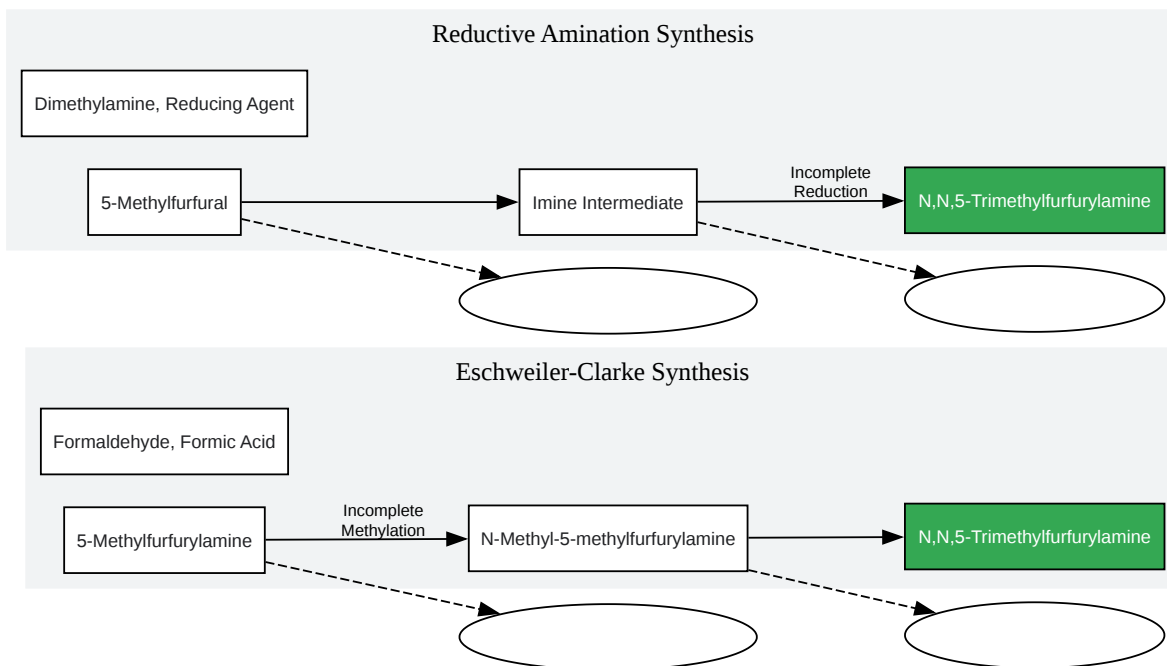 Reductive Amination Synthesis
Dimethylamine, Reducing Agent
5-Methylfurfural
Imine Intermediate
Incomplete
Reduction
N,N,5-Trimethylfurfurylamine
Eschweiler-Clarke Synthesis
Formaldehyde, Formic Acid
5-Methylfurfurylamine
Incomplete
Methylation
N-Methyl-5-methylfurfurylamine
N,N,5-Trimethylfurfurylamine